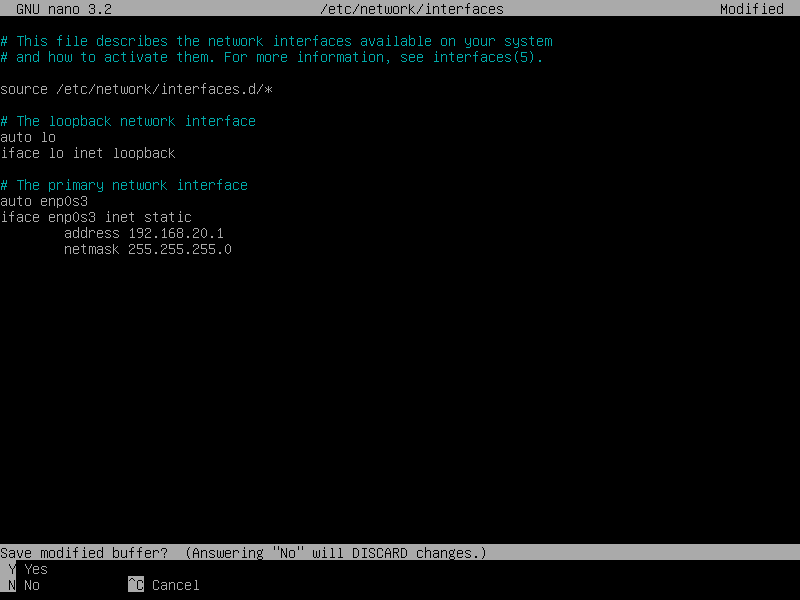 GNU nano 3.2 /etc/network/interfaces Modified
# This file describes the network interfaces available on your system
# and how to activate them. For more information, see interfaces(5).
source /etc/network/interfaces.d/*
# The loopback network interface
auto lo
iface lo inet loopback
# The primary network interface
auto enp0s3
iface enp0s3 inet static
address 192.168.20.1
netmask 255.255.255.0
Save modified buffer? (Answering "No" will DISCARD changes.)
Y Yes
N No ^C Cancel